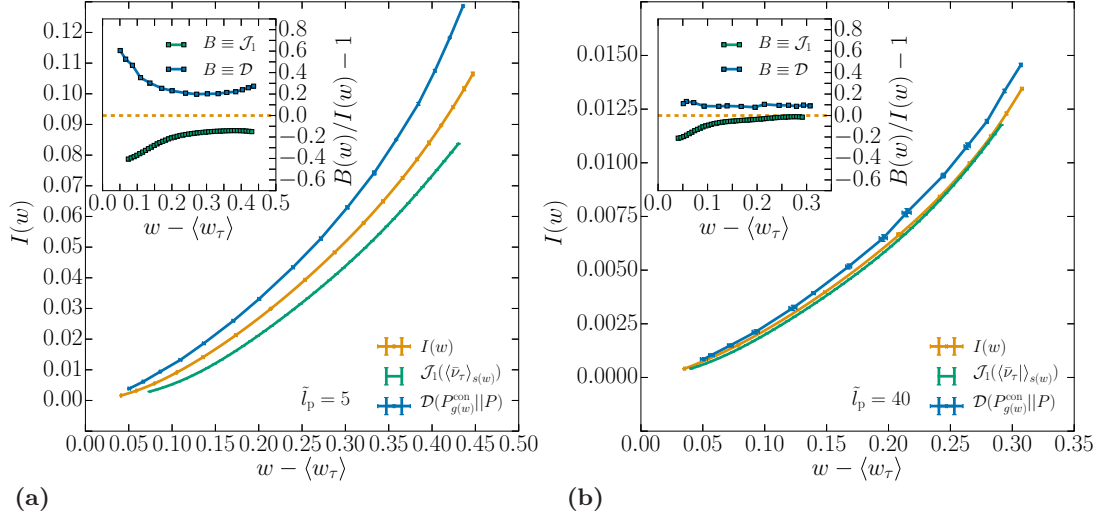 0.12
0.11
0.10
0.09
0.08
0.07
0.06
0.05
0.04
0.03
0.02
0.01
0.00
I(w)
0.00 0.05 0.10 0.15 0.20 0.25 0.30 0.35 0.40 0.45 0.50
w − ⟨w_τ⟩
B ≡ 𝒥₁
B ≡ 𝒟
0.8
0.6
0.4
0.2
0.0
−0.2
−0.4
−0.6
B(w)/I(w) − 1
0.0 0.1 0.2 0.3 0.4 0.5
w − ⟨w_τ⟩
l̃_p = 5
I(w)
𝒥₁(⟨ν̄_τ⟩_{s(w)})
𝒟(P^{con}_{g(w)}||P)
(a)
0.0150
0.0125
0.0100
0.0075
0.0050
0.0025
0.0000
I(w)
0.00 0.05 0.10 0.15 0.20 0.25 0.30 0.35
w − ⟨w_τ⟩
B ≡ 𝒥₁
B ≡ 𝒟
0.8
0.6
0.4
0.2
0.0
−0.2
−0.4
−0.6
B(w)/I(w) − 1
0.0 0.1 0.2 0.3
w − ⟨w_τ⟩
l̃_p = 40
I(w)
𝒥₁(⟨ν̄_τ|⟩_{s(w)})
𝒟(P^{con}_{g(w)}||P)
(b)